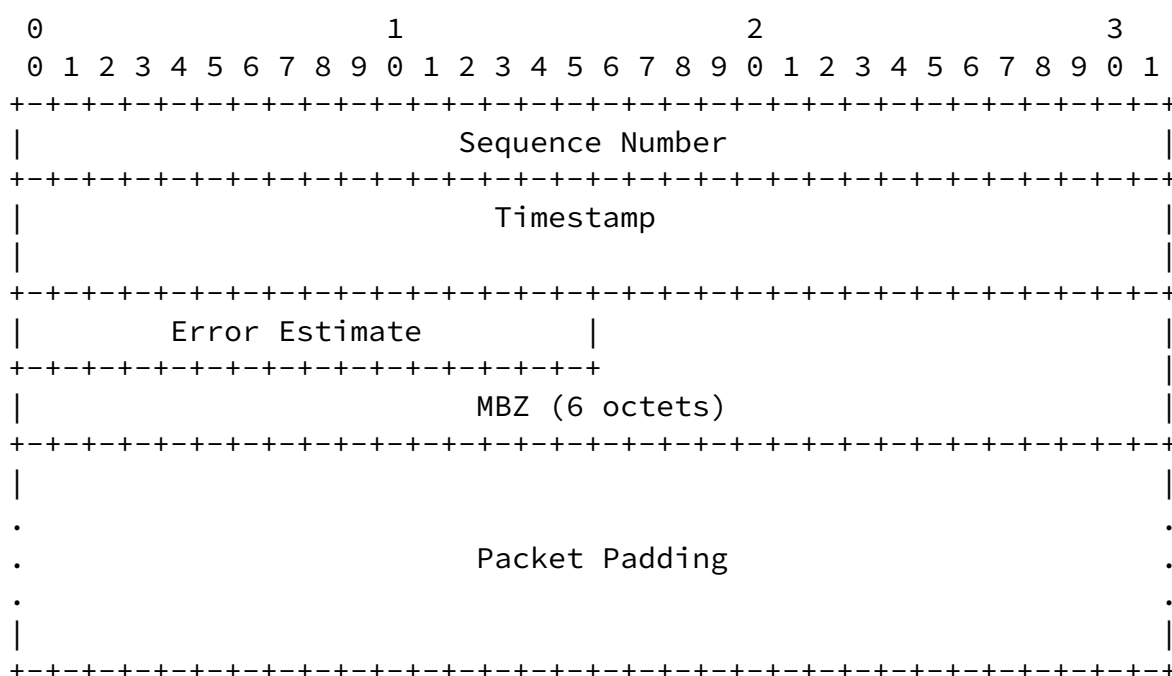 0                   1                   2                   3
 0 1 2 3 4 5 6 7 8 9 0 1 2 3 4 5 6 7 8 9 0 1 2 3 4 5 6 7 8 9 0 1
+-+-+-+-+-+-+-+-+-+-+-+-+-+-+-+-+-+-+-+-+-+-+-+-+-+-+-+-+-+-+-+-+
|                        Sequence Number                        |
+-+-+-+-+-+-+-+-+-+-+-+-+-+-+-+-+-+-+-+-+-+-+-+-+-+-+-+-+-+-+-+-+
|                          Timestamp                            |
|                                                               |
+-+-+-+-+-+-+-+-+-+-+-+-+-+-+-+-+-+-+-+-+-+-+-+-+-+-+-+-+-+-+-+-+
|        Error Estimate         |                               |
+-+-+-+-+-+-+-+-+-+-+-+-+-+-+-+-+                               |
|                         MBZ (6 octets)                        |
+-+-+-+-+-+-+-+-+-+-+-+-+-+-+-+-+-+-+-+-+-+-+-+-+-+-+-+-+-+-+-+-+
|                                                               |
.                                                               .
.                         Packet Padding                        .
.                                                               .
|                                                               |
+-+-+-+-+-+-+-+-+-+-+-+-+-+-+-+-+-+-+-+-+-+-+-+-+-+-+-+-+-+-+-+-+